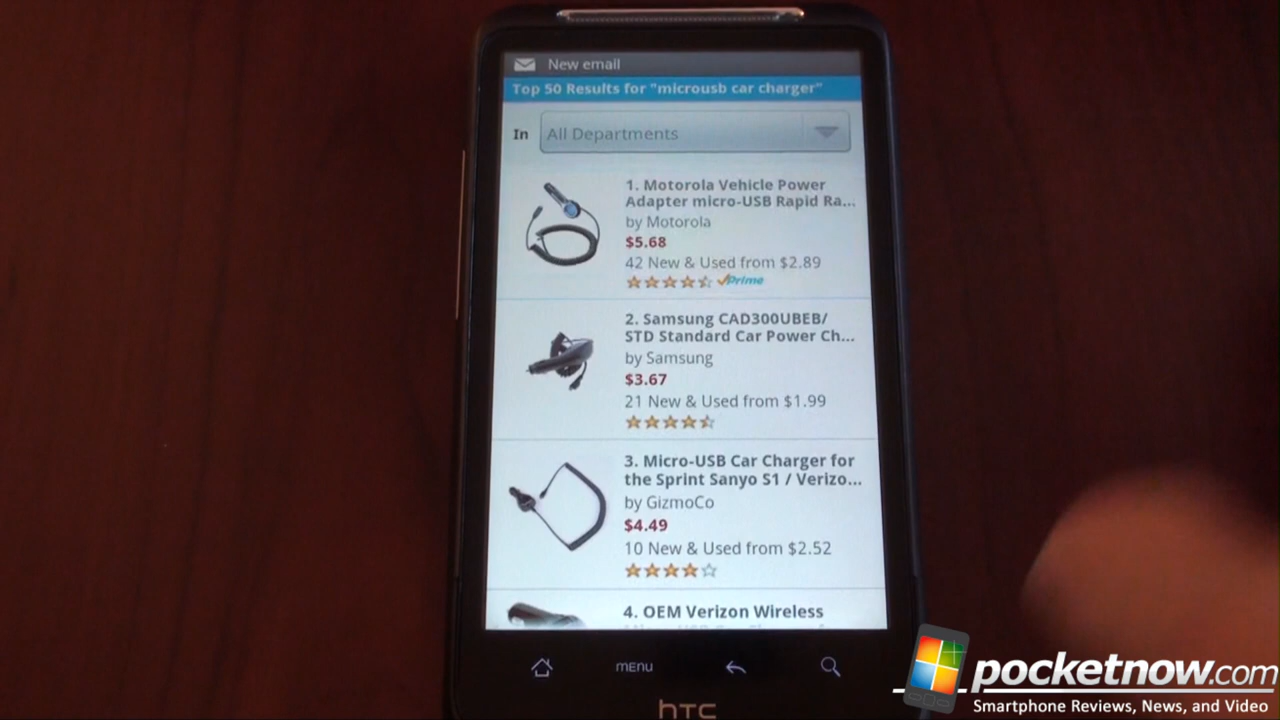 New email
Top 50 Results for "microusb car charger"
In All Departments
1. Motorola Vehicle Power
Adapter micro-USB Rapid Ra...
by Motorola
$5.68
42 New & Used from $2.89
Prime
2. Samsung CAD300UBEB/
STD Standard Car Power Ch...
by Samsung
$3.67
21 New & Used from $1.99
3. Micro-USB Car Charger for
the Sprint Sanyo S1 / Verizo...
by GizmoCo
$4.49
10 New & Used from $2.52
4. OEM Verizon Wireless
menu
hTC
pocketnow.com
Smartphone Reviews, News, and Video